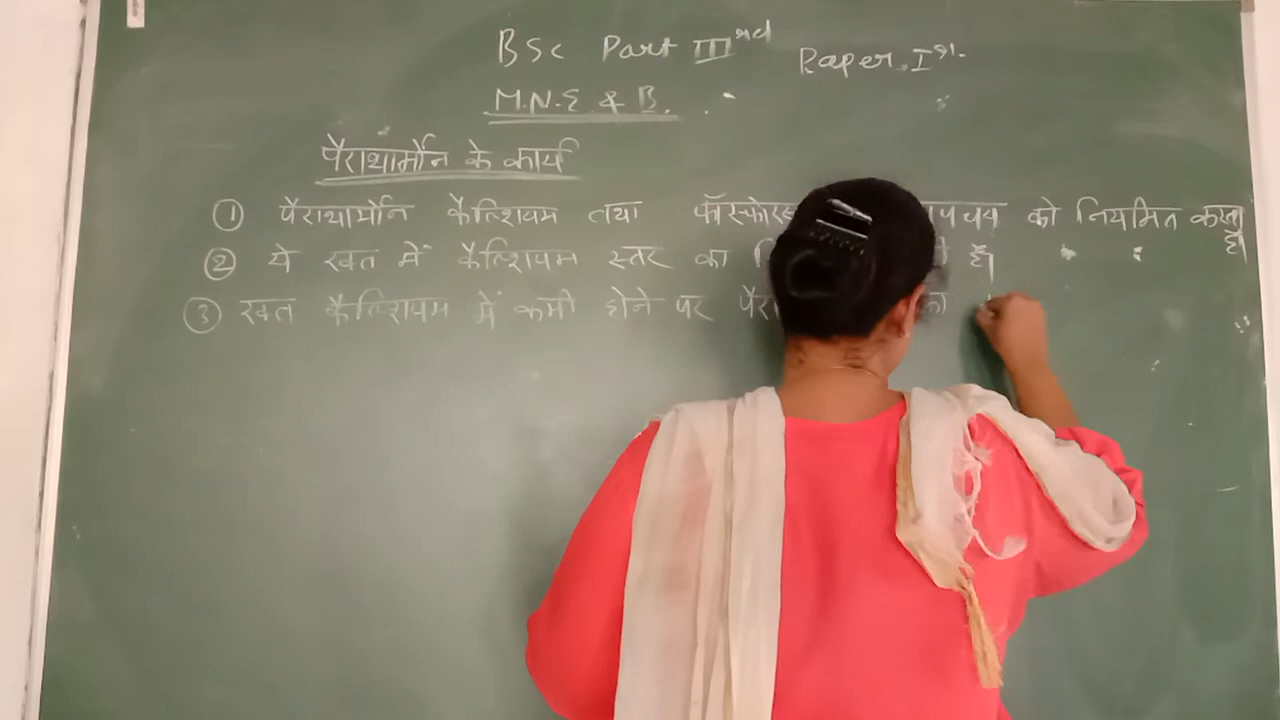 BSc Part IIIrd Paper. Ist.
M.N.E & B.
पैराथार्मोन के कार्य
① पैराथार्मोन कैल्शियम तथा को नियमित करता है।
② ये रक्त में कैल्शियम स्तर का हैं।
③ रक्त कैल्शियम में कमी होने पर का